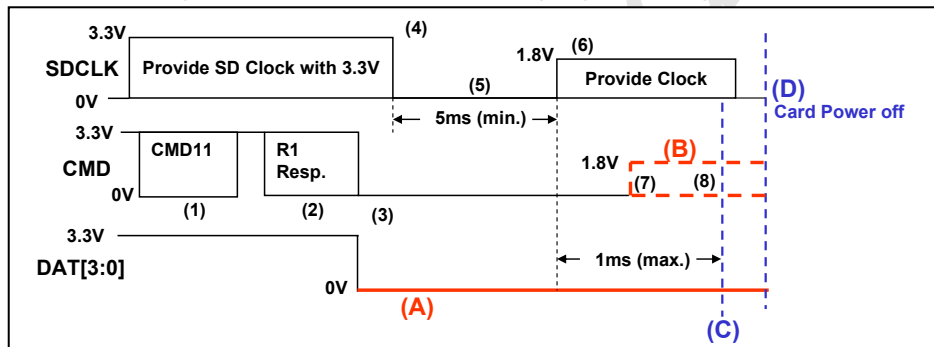 3.3V (4)
1.8V (6)
SDCLK Provide SD Clock with 3.3V (5) Provide Clock (D)
0V Card Power off
5ms (min.)
3.3V CMD11 R1 (B)
CMD Resp. 1.8V (7) (8)
0V (1) (2) (3)
3.3V
DAT[3:0] 1ms (max.)
0V (A)
(C)